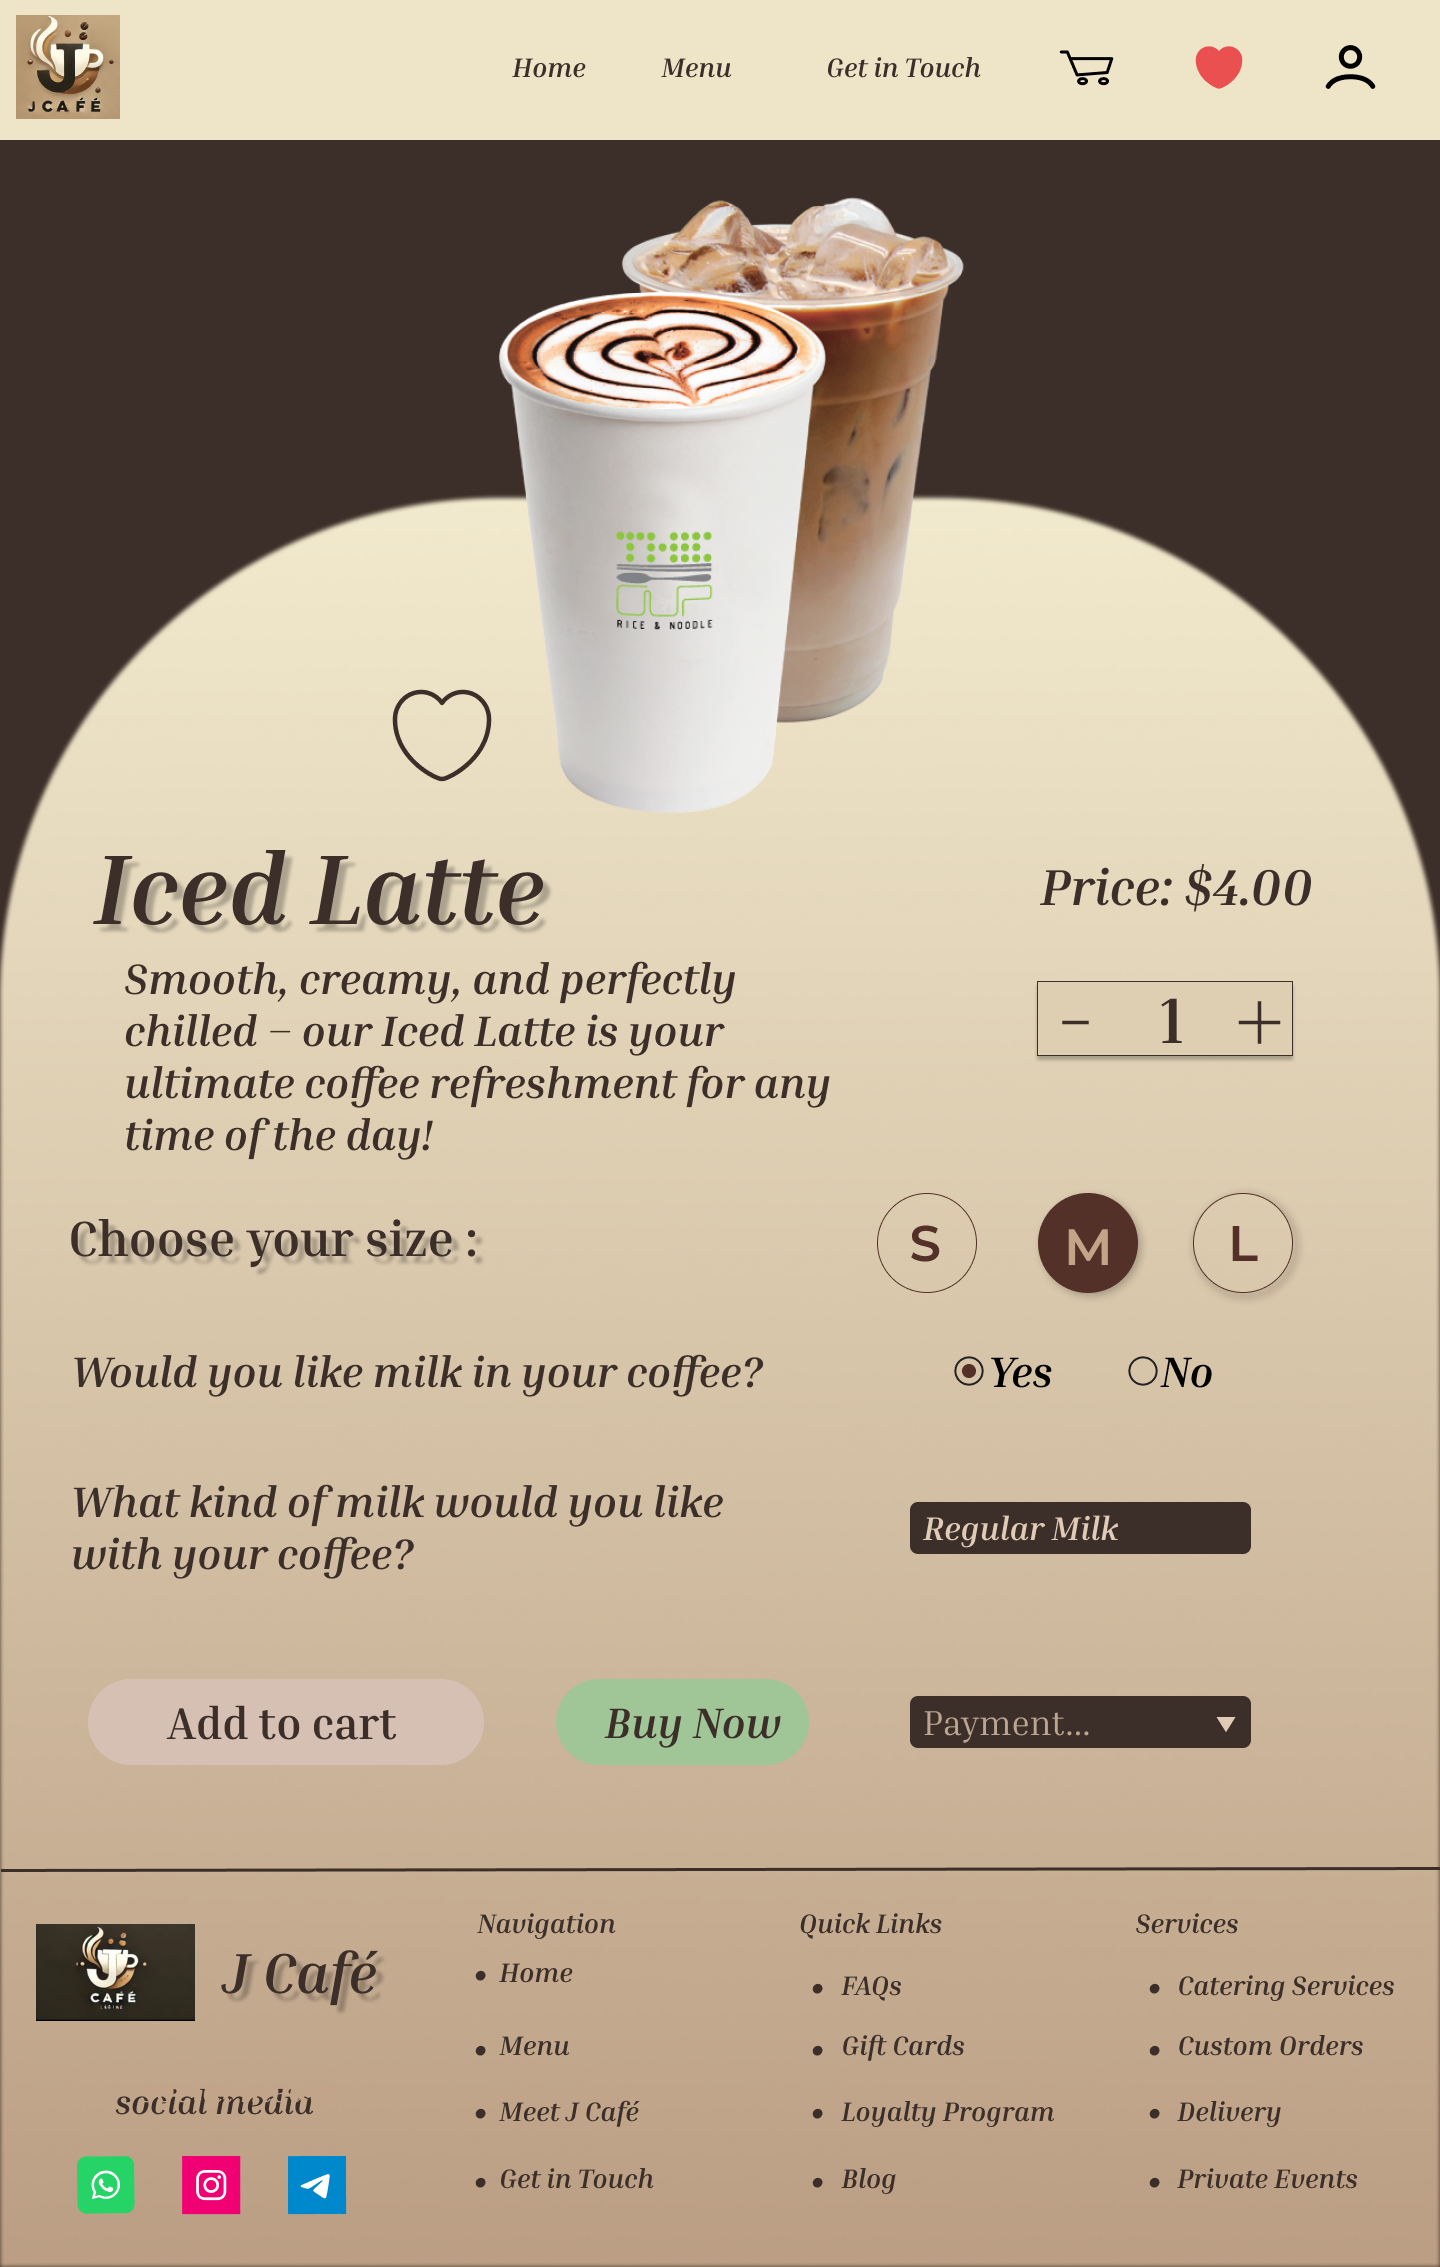 J CAFÉ
Home Menu Get in Touch
THE
CUP
RICE & NOODLE
Iced Latte
Price: $4.00
Smooth, creamy, and perfectly
chilled – our Iced Latte is your
ultimate coffee refreshment for any
time of the day!
- 1 +
Choose your size :
S M L
Would you like milk in your coffee?
Yes No
What kind of milk would you like
with your coffee?
Regular Milk
Add to cart
Buy Now
Payment...
J
CAFÉ
J Café
social media
Navigation
• Home
• Menu
• Meet J Café
• Get in Touch
Quick Links
• FAQs
• Gift Cards
• Loyalty Program
• Blog
Services
• Catering Services
• Custom Orders
• Delivery
• Private Events